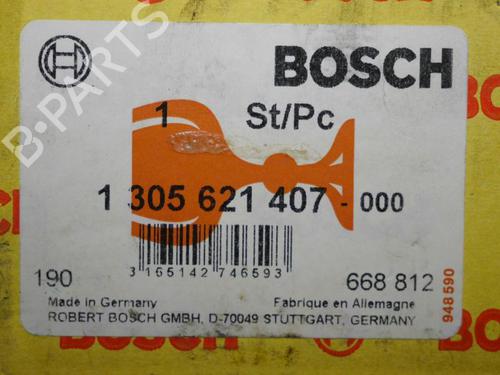 B-PARTS
BOSCH
1 St/Pc
1 305 621 407 - 000
3 165142 746593
190
668 812
948 590
Made in Germany
Fabrique en Allemagne
ROBERT BOSCH GMBH, D-70049 STUTTGART, GERMANY
BOSCH